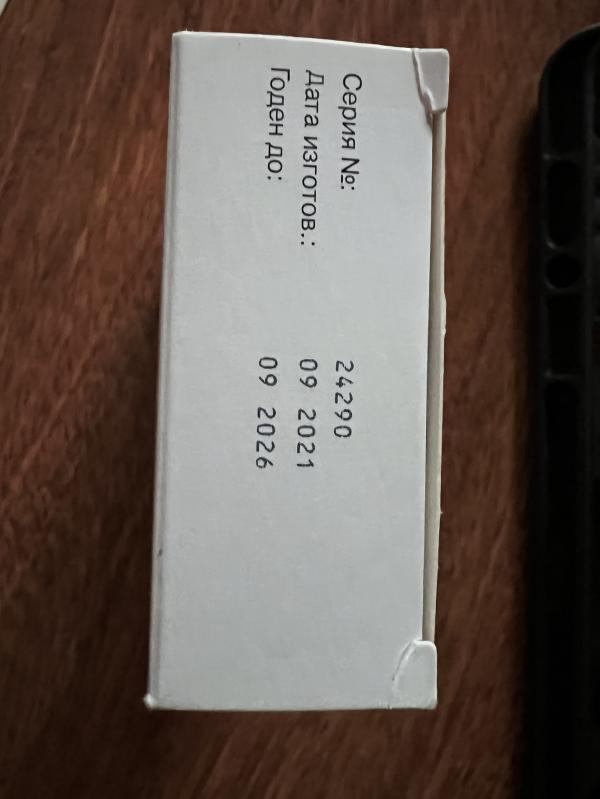 Серия №: 24290
Дата изготов.: 09 2021
Годен до: 09 2026